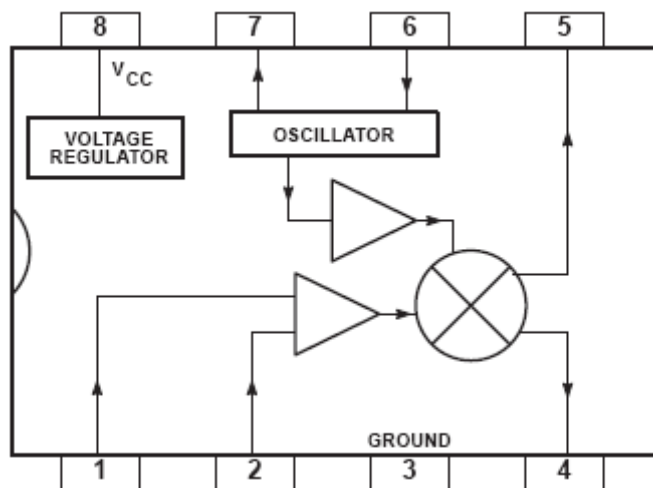 8 7 6 5
VCC
VOLTAGE
REGULATOR
OSCILLATOR
GROUND
1 2 3 4